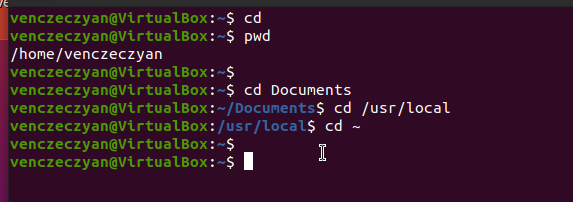 venczeczyan@VirtualBox:~$ cd
venczeczyan@VirtualBox:~$ pwd
/home/venczeczyan
venczeczyan@VirtualBox:~$
venczeczyan@VirtualBox:~$ cd Documents
venczeczyan@VirtualBox:~/Documents$ cd /usr/local
venczeczyan@VirtualBox:/usr/local$ cd ~
venczeczyan@VirtualBox:~$
venczeczyan@VirtualBox:~$